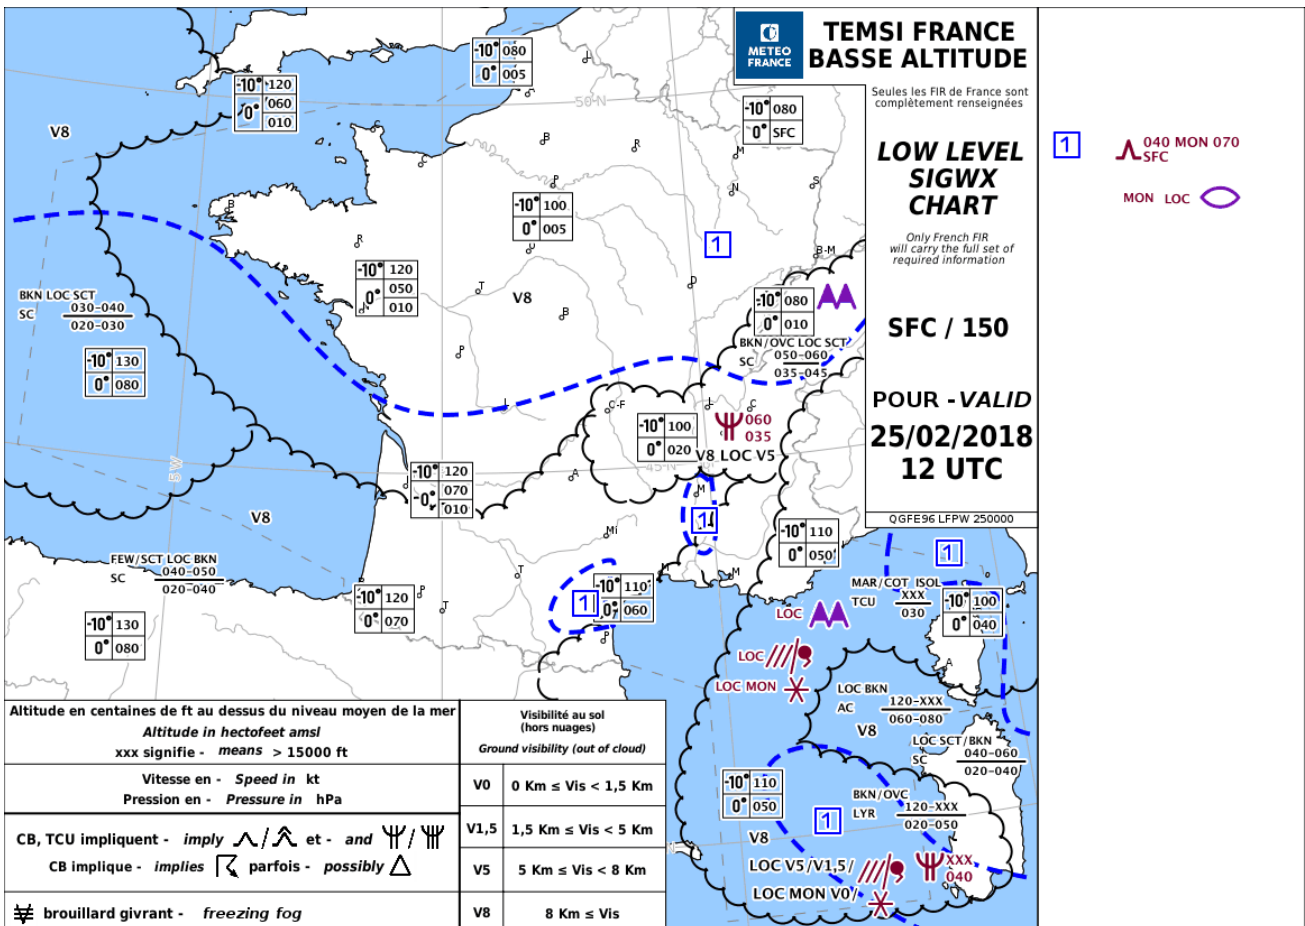 TEMSI FRANCE
BASSE ALTITUDE
METEO
FRANCE
Seules les FIR de France sont
complètement renseignées
LOW LEVEL
SIGWX
CHART
Only French FIR
will carry the full set of
required information
SFC / 150
POUR - VALID
25/02/2018
12 UTC
QGFE96 LFPW 250000
1
040 MON 070
SFC
MON LOC
-10° 080
0° 005
-10° 120
0° 060
010
50 N
-10° 080
0° SFC
V8
C
C
B
R
M
P
N
S
B
-10° 100
0° 005
R
1
B-M
-10° 120
0° 050
010
T
V8
D
B
P
L
-10° 080
0° 010
BKN/OVC LOC SCT
SC 050-060
035-045
BKN LOC SCT
SC 030-040
020-030
-10° 130
0° 080
C-F
L
C
-10° 100
0° 020
060
035
V8 LOC V5
45 N
5 W
-10° 120
-0° 070
010
A
M
V8
1
Mi
T
-10° 110
0° 050
M
FEW/SCT LOC BKN
SC 040-050
020-040
-10° 110
0° 060
1
P
-10° 120
0° 070
P
T
-10° 130
0° 080
1
MAR/COT ISOL
TCU XXX
030
-10° 100
0° 040
A
LOC
LOC
LOC MON
LOC BKN
AC 120-XXX
060-080
V8
LOC SCT/BKN
SC 040-060
020-040
-10° 110
0° 050
BKN/OVC
LYR 120-XXX
020-050
1
V8
LOC V5/V1,5/
LOC MON V0/
XXX
040
Altitude en centaines de ft au dessus du niveau moyen de la mer
Altitude in hectofeet amsl
xxx signifie - means > 15000 ft
Vitesse en - Speed in kt
Pression en - Pressure in hPa
CB, TCU impliquent - imply / et - and /
CB implique - implies parfois - possibly
brouillard givrant - freezing fog
Visibilité au sol
(hors nuages)
Ground visibility (out of cloud)
V0 0 Km ≤ Vis < 1,5 Km
V1,5 1,5 Km ≤ Vis < 5 Km
V5 5 Km ≤ Vis < 8 Km
V8 8 Km ≤ Vis